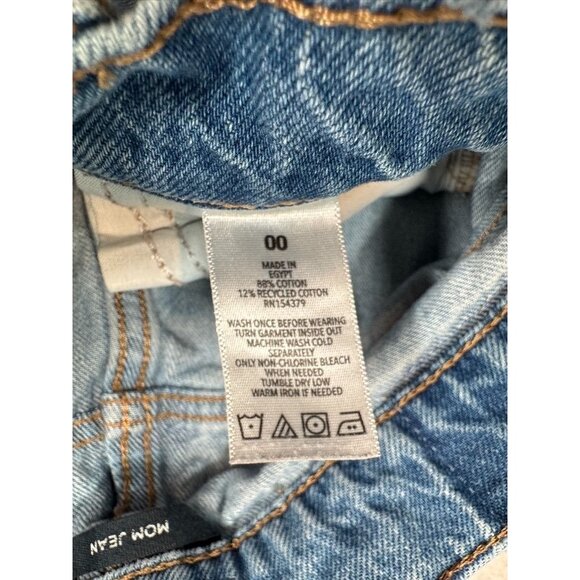 00
MADE IN
EGYPT
88% COTTON
12% RECYCLED COTTON
RN154379
WASH ONCE BEFORE WEARING
TURN GARMENT INSIDE OUT
MACHINE WASH COLD
SEPARATELY
ONLY NON-CHLORINE BLEACH
WHEN NEEDED
TUMBLE DRY LOW
WARM IRON IF NEEDED
MOM JEAN